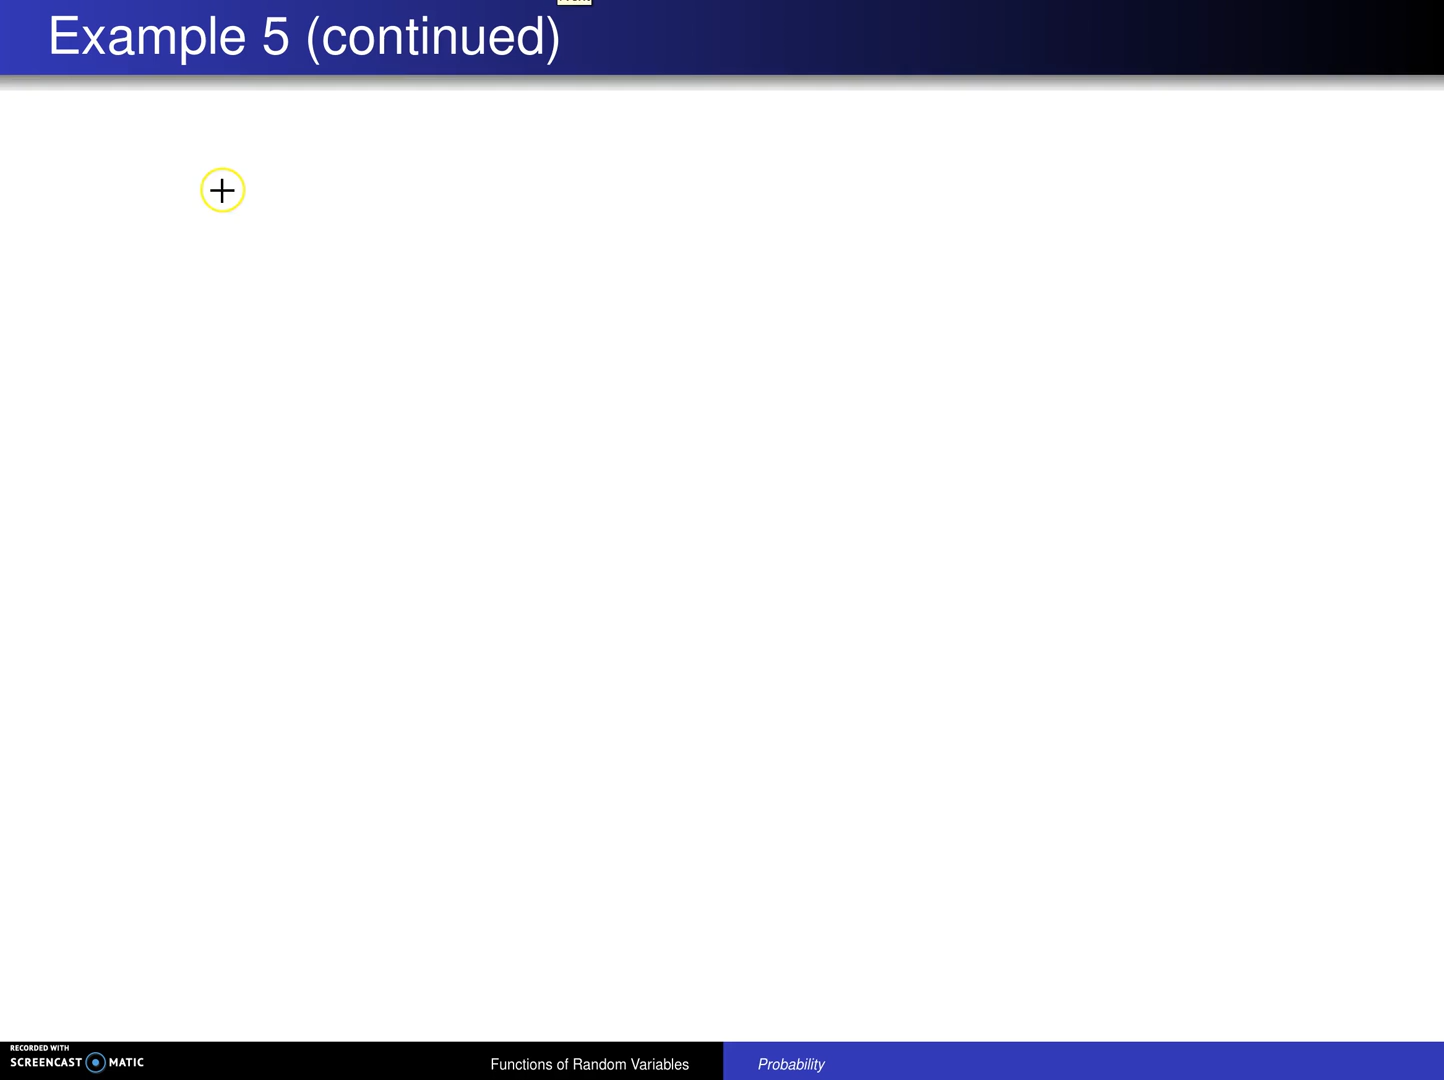 Example 5 (continued)
RECORDED WITH
SCREENCAST MATIC
Functions of Random Variables
Probability